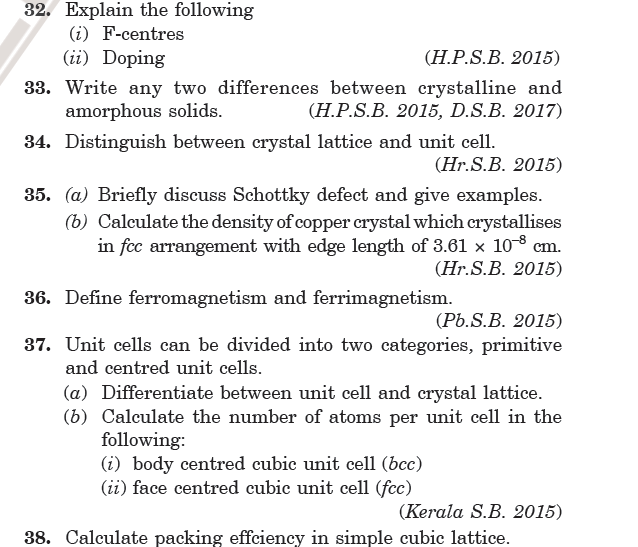 32. Explain the following
(i) F-centres
(ii) Doping (H.P.S.B. 2015)
33. Write any two differences between crystalline and
amorphous solids. (H.P.S.B. 2015, D.S.B. 2017)
34. Distinguish between crystal lattice and unit cell.
(Hr.S.B. 2015)
35. (a) Briefly discuss Schottky defect and give examples.
(b) Calculate the density of copper crystal which crystallises
in fcc arrangement with edge length of 3.61 × 10⁻⁸ cm.
(Hr.S.B. 2015)
36. Define ferromagnetism and ferrimagnetism.
(Pb.S.B. 2015)
37. Unit cells can be divided into two categories, primitive
and centred unit cells.
(a) Differentiate between unit cell and crystal lattice.
(b) Calculate the number of atoms per unit cell in the
following:
(i) body centred cubic unit cell (bcc)
(ii) face centred cubic unit cell (fcc)
(Kerala S.B. 2015)
38. Calculate packing effciency in simple cubic lattice.